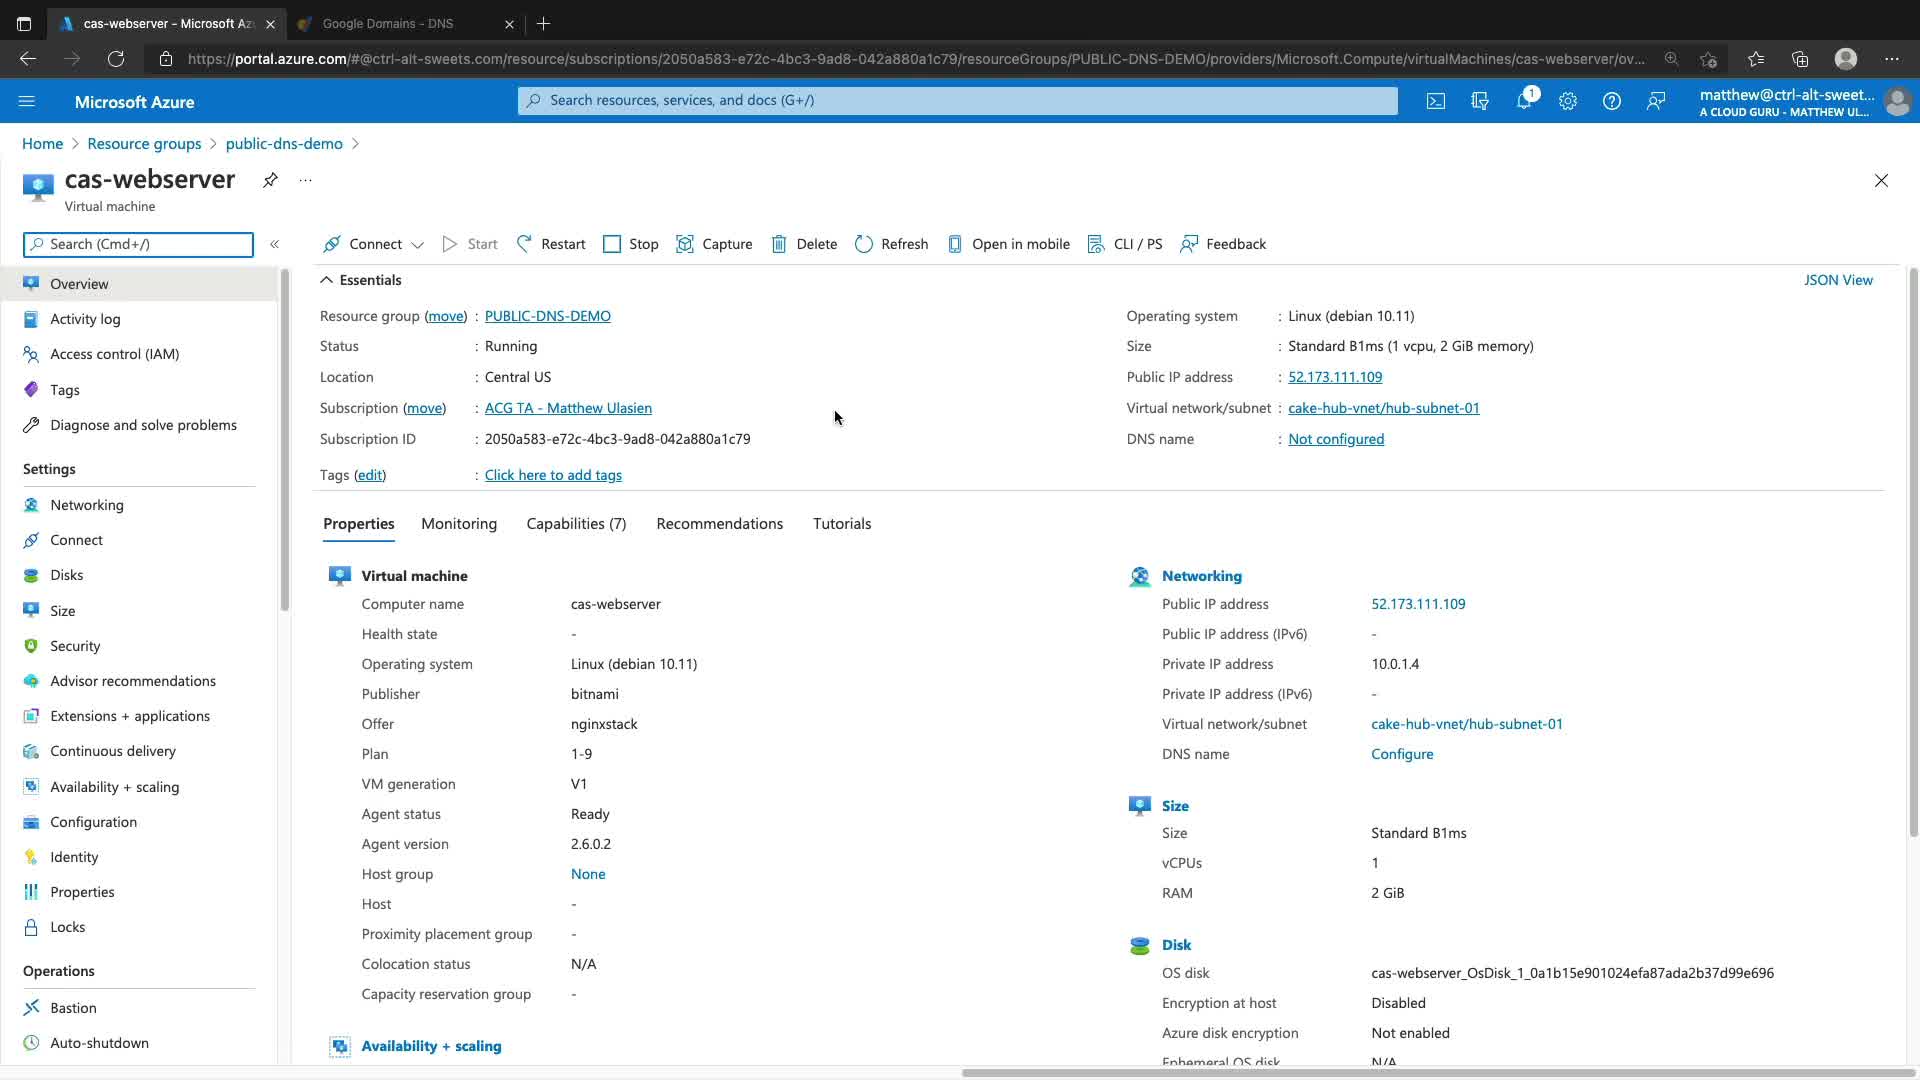 cas-webserver - Microsoft Az
Google Domains - DNS
https://portal.azure.com/#@ctrl-alt-sweets.com/resource/subscriptions/2050a583-e72c-4bc3-9ad8-042a880a1c79/resourceGroups/PUBLIC-DNS-DEMO/providers/Microsoft.Compute/virtualMachines/cas-webserver/ov...
Microsoft Azure
Search resources, services, and docs (G+/)
1
matthew@ctrl-alt-sweet...
A CLOUD GURU - MATTHEW UL...
Home > Resource groups > public-dns-demo >
cas-webserver
...
Virtual machine
Search (Cmd+/)
«
Connect
Start
Restart
Stop
Capture
Delete
Refresh
Open in mobile
CLI / PS
Feedback
Overview
Activity log
Access control (IAM)
Tags
Diagnose and solve problems
Settings
Networking
Connect
Disks
Size
Security
Advisor recommendations
Extensions + applications
Continuous delivery
Availability + scaling
Configuration
Identity
Properties
Locks
Operations
Bastion
Auto-shutdown
Essentials
JSON View
Resource group (move) : PUBLIC-DNS-DEMO
Status : Running
Location : Central US
Subscription (move) : ACG TA - Matthew Ulasien
Subscription ID : 2050a583-e72c-4bc3-9ad8-042a880a1c79
Tags (edit) : Click here to add tags
Operating system : Linux (debian 10.11)
Size : Standard B1ms (1 vcpu, 2 GiB memory)
Public IP address : 52.173.111.109
Virtual network/subnet : cake-hub-vnet/hub-subnet-01
DNS name : Not configured
Properties
Monitoring
Capabilities (7)
Recommendations
Tutorials
Virtual machine
Computer name cas-webserver
Health state -
Operating system Linux (debian 10.11)
Publisher bitnami
Offer nginxstack
Plan 1-9
VM generation V1
Agent status Ready
Agent version 2.6.0.2
Host group None
Host -
Proximity placement group -
Colocation status N/A
Capacity reservation group -
Availability + scaling
Networking
Public IP address 52.173.111.109
Public IP address (IPv6) -
Private IP address 10.0.1.4
Private IP address (IPv6) -
Virtual network/subnet cake-hub-vnet/hub-subnet-01
DNS name Configure
Size
Size Standard B1ms
vCPUs 1
RAM 2 GiB
Disk
OS disk cas-webserver_OsDisk_1_0a1b15e901024efa87ada2b37d99e696
Encryption at host Disabled
Azure disk encryption Not enabled
Ephemeral OS disk N/A